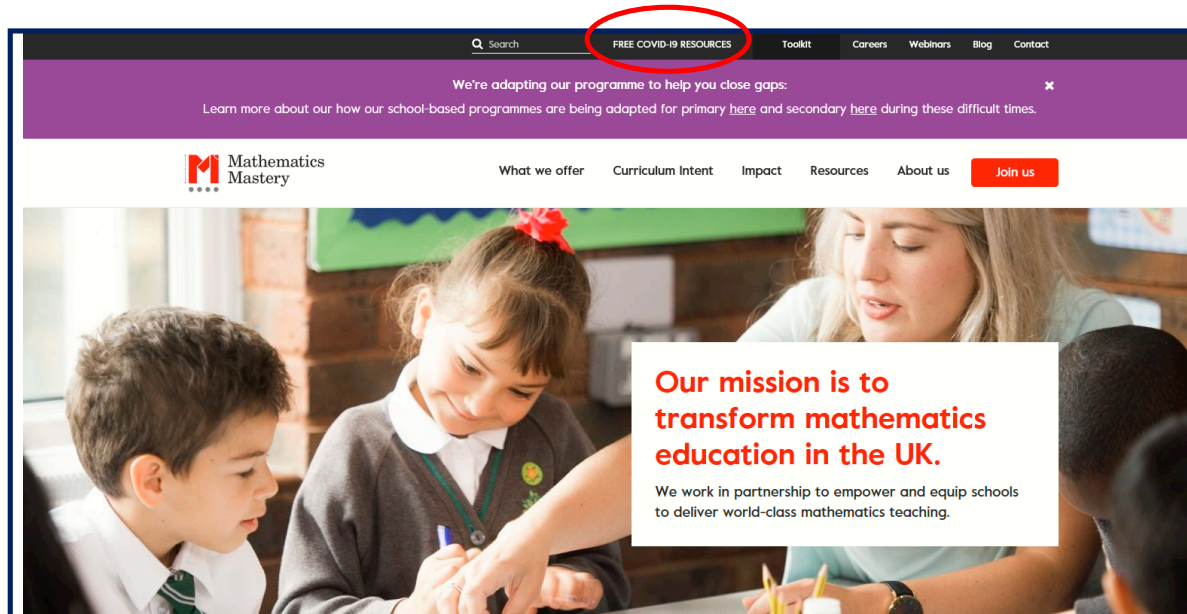 Search FREE COVID-19 RESOURCES Toolkit Careers Webinars Blog Contact
We're adapting our programme to help you close gaps:
Learn more about our how our school-based programmes are being adapted for primary here and secondary here during these difficult times.
Mathematics
Mastery
What we offer Curriculum Intent Impact Resources About us Join us
Our mission is to
transform mathematics
education in the UK.
We work in partnership to empower and equip schools
to deliver world-class mathematics teaching.